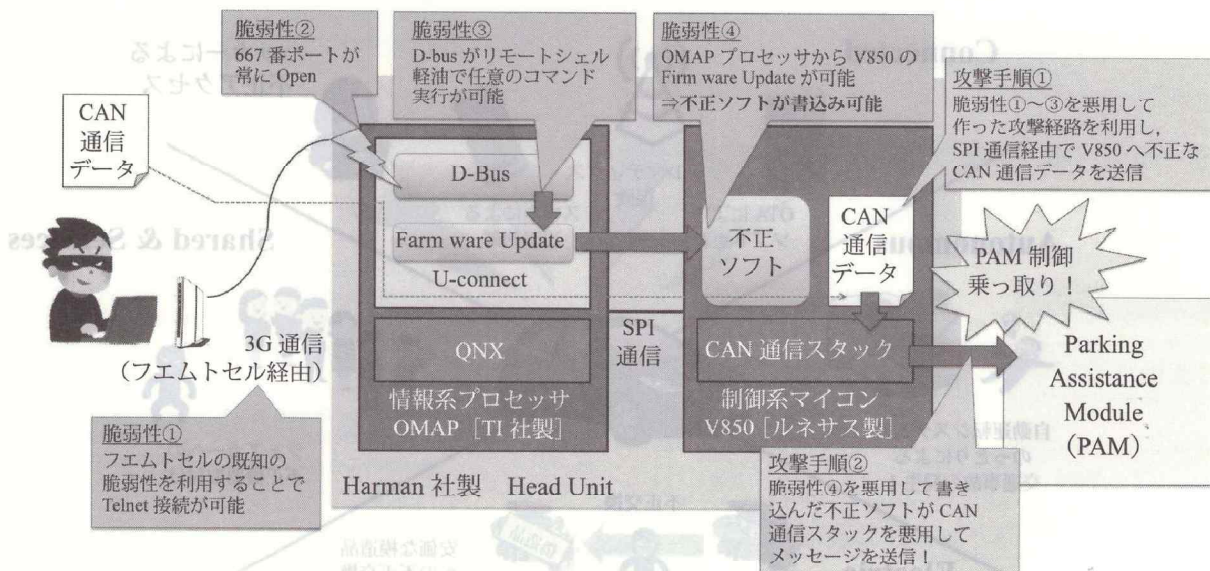 脆弱性②
667 番ポートが
常に Open
脆弱性③
D-bus がリモートシェル
軽油で任意のコマンド
実行が可能
脆弱性④
OMAP プロセッサから V850 の
Firm ware Update が可能
⇒不正ソフトが書込み可能
攻撃手順①
脆弱性①〜③を悪用して
作った攻撃経路を利用し,
SPI 通信経由で V850 へ不正な
CAN 通信データを送信
CAN
通信
データ
D-Bus
Farm ware Update
U-connect
不正
ソフト
CAN
通信
データ
PAM 制御
乗っ取り！
3G 通信
（フエムトセル経由）
QNX
SPI
通信
CAN 通信スタック
Parking
Assistance
Module
（PAM）
情報系プロセッサ
OMAP［TI 社製］
制御系マイコン
V850［ルネサス製］
脆弱性①
フエムトセルの既知の
脆弱性を利用することで
Telnet 接続が可能
Harman 社製 Head Unit
攻撃手順②
脆弱性④を悪用して書き
込んだ不正ソフトが CAN
通信スタックを悪用して
メッセージを送信！